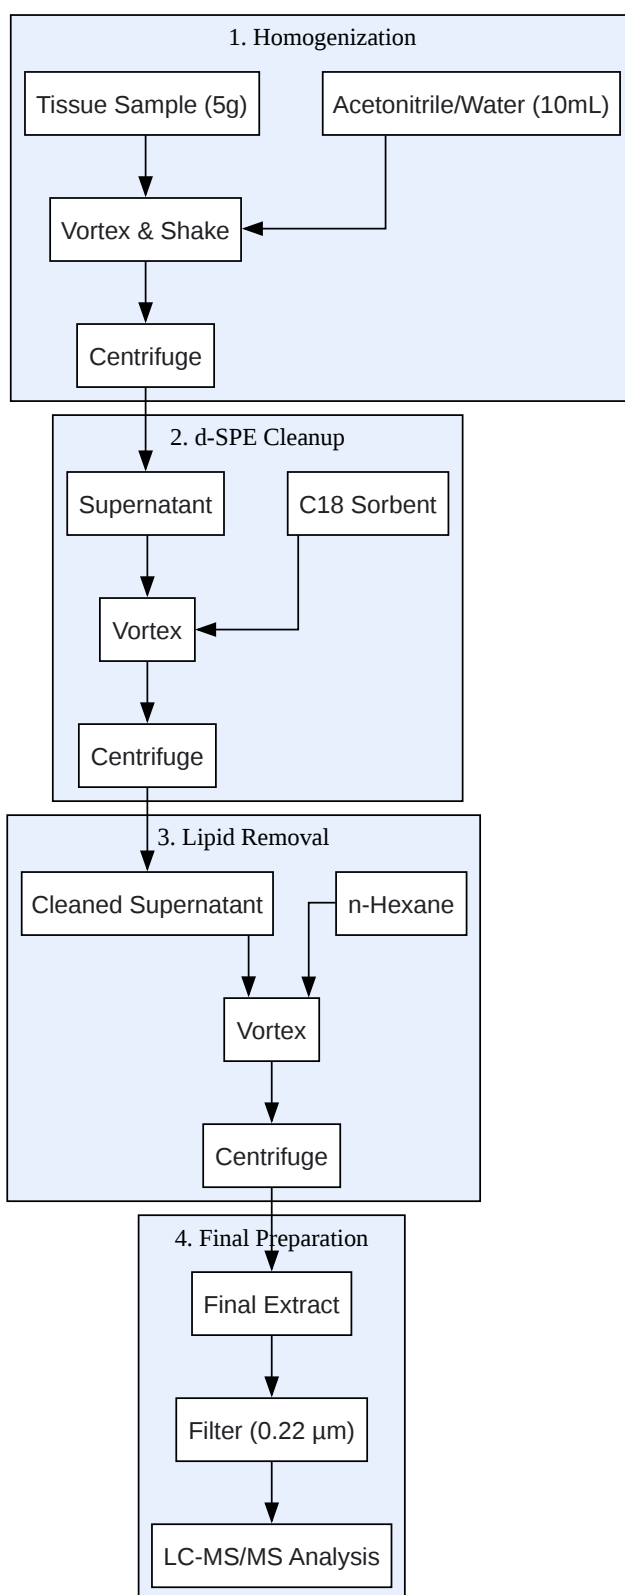 1. Homogenization
Tissue Sample (5g)
Acetonitrile/Water (10mL)
Vortex & Shake
Centrifuge
2. d-SPE Cleanup
Supernatant
C18 Sorbent
Vortex
Centrifuge
3. Lipid Removal
Cleaned Supernatant
n-Hexane
Vortex
Centrifuge
4. Final Preparation
Final Extract
Filter (0.22 µm)
LC-MS/MS Analysis